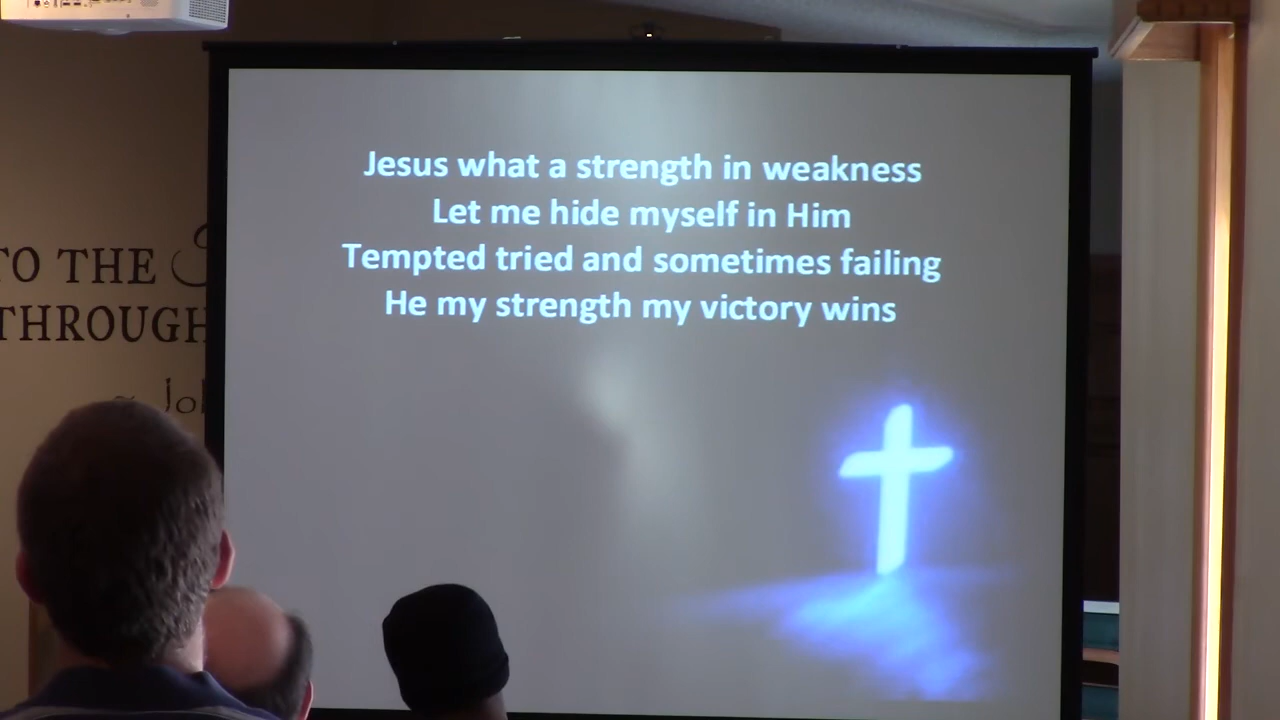 Jesus what a strength in weakness
Let me hide myself in Him
Tempted tried and sometimes failing
He my strength my victory wins
TO THE
THROUGH
~